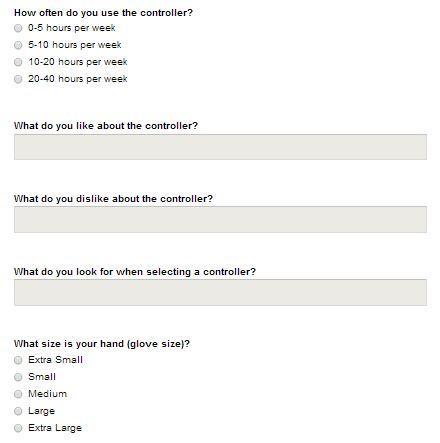 How often do you use the controller?
0-5 hours per week
5-10 hours per week
10-20 hours per week
20-40 hours per week
What do you like about the controller?
What do you dislike about the controller?
What do you look for when selecting a controller?
What size is your hand (glove size)?
Extra Small
Small
Medium
Large
Extra Large